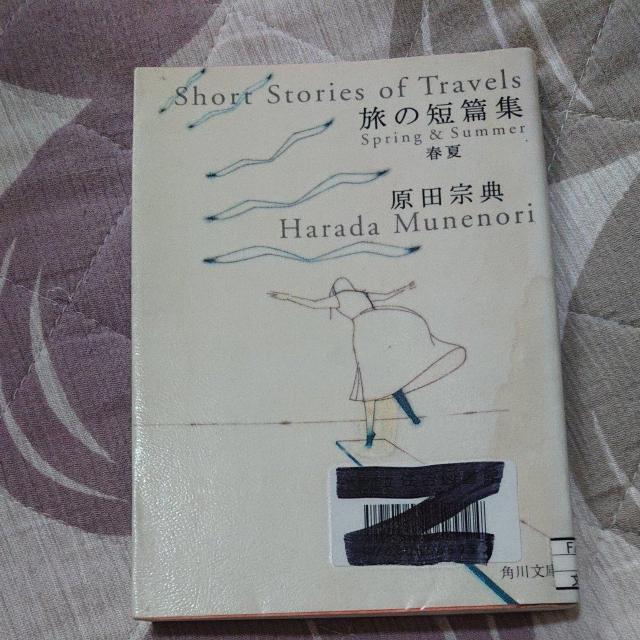 Short Stories of Travels
旅の短篇集
Spring & Summer
春夏
原田宗典
Harada Munenori
角川文庫
F